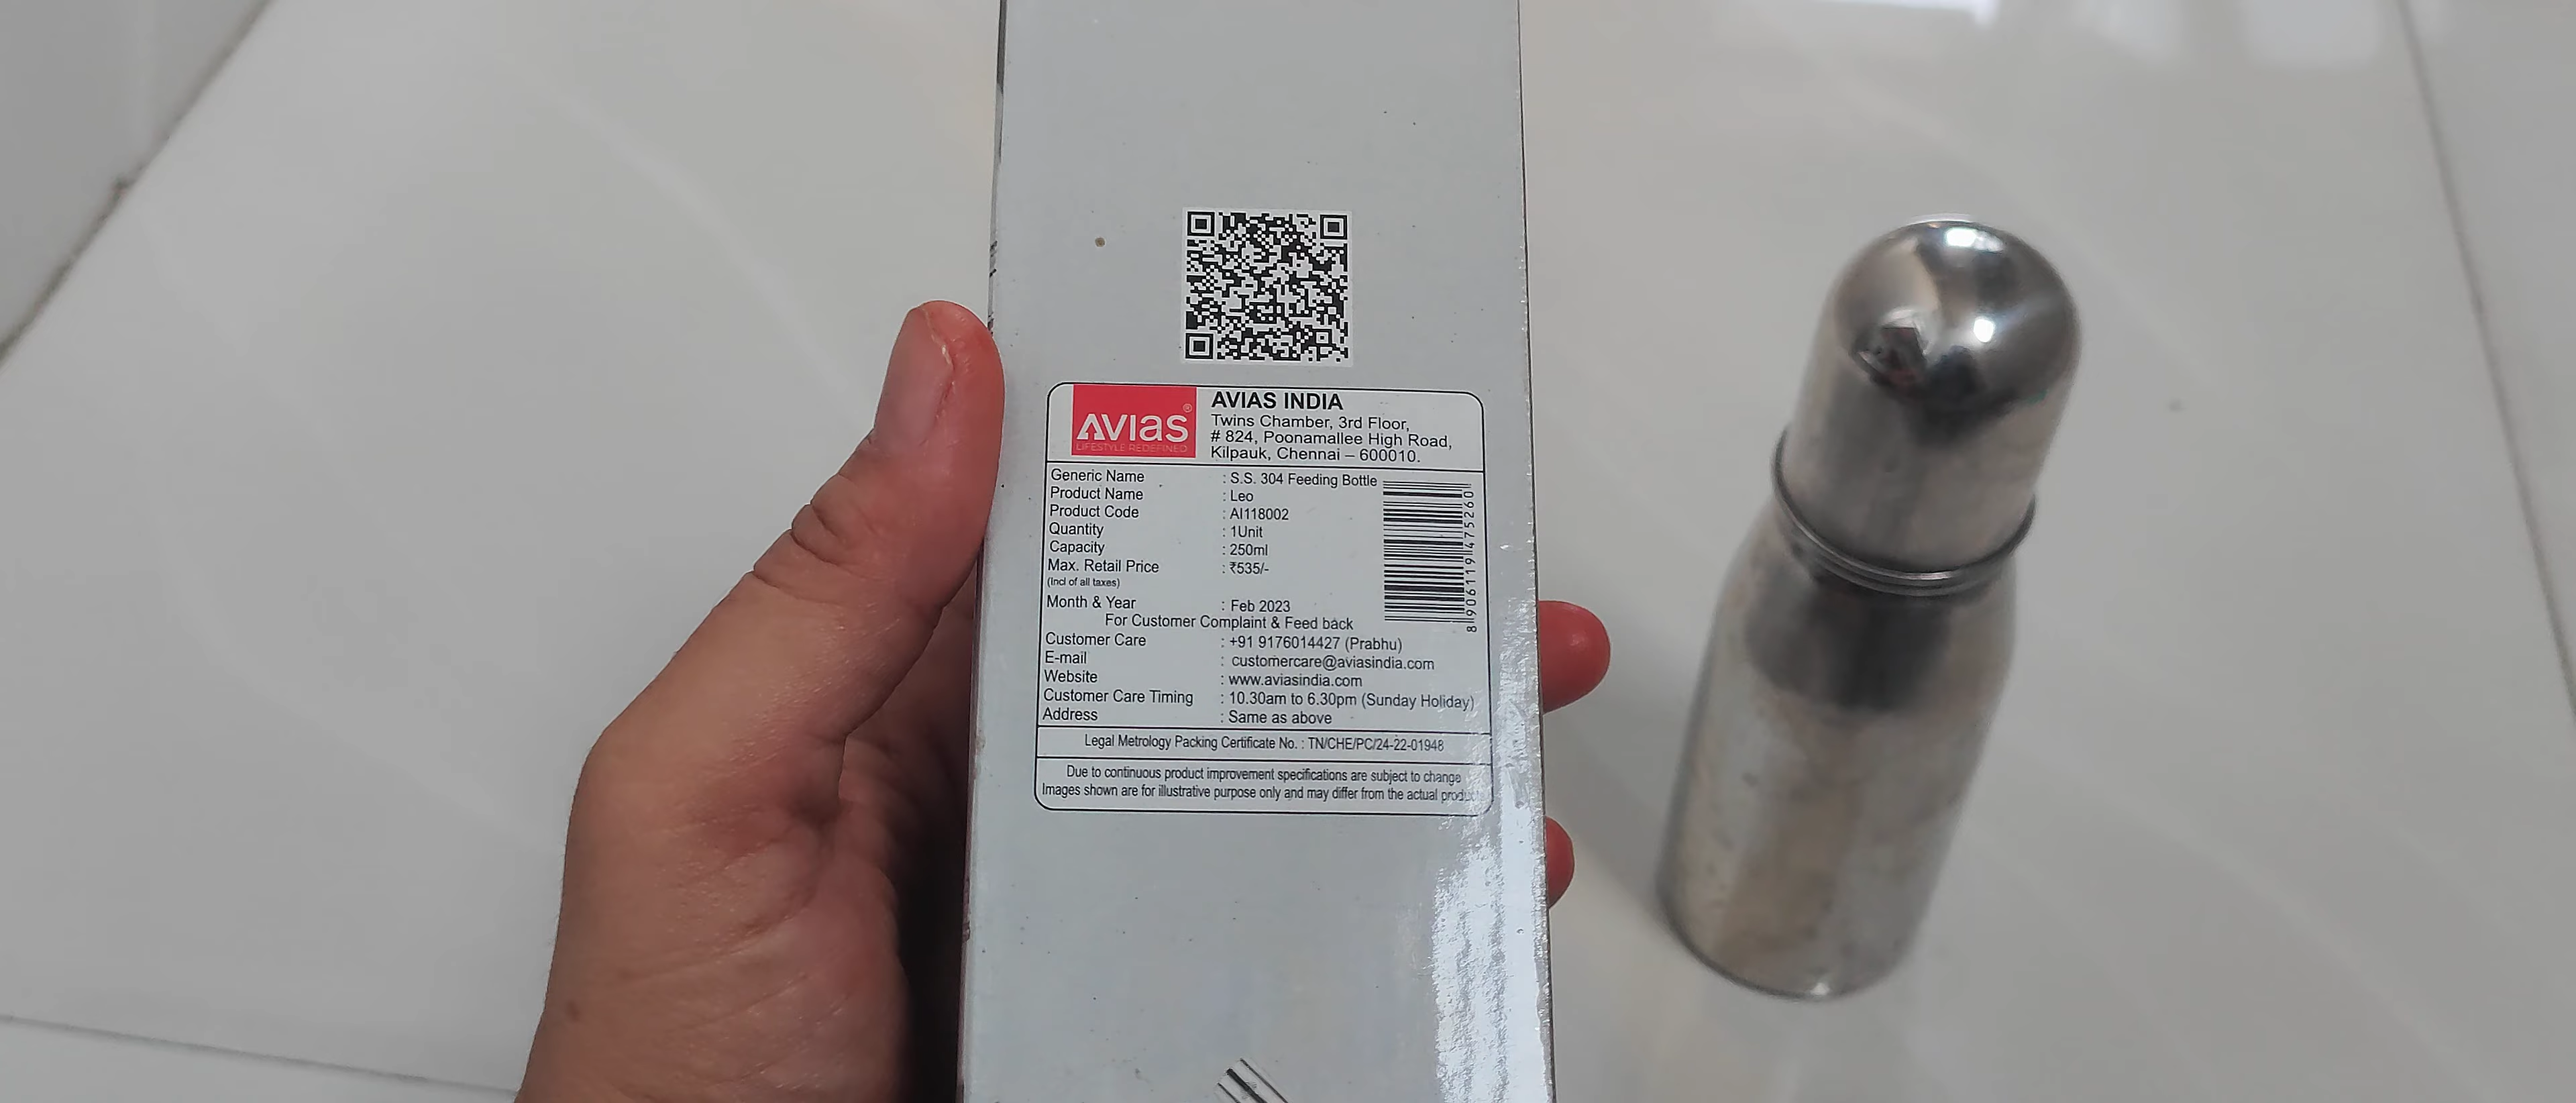 AVIAS®
LIFESTYLE REDEFINED
AVIAS INDIA
Twins Chamber, 3rd Floor,
# 824, Poonamallee High Road,
Kilpauk, Chennai – 600010.
Generic Name : S.S. 304 Feeding Bottle
Product Name : Leo
Product Code : AI118002
Quantity : 1Unit
Capacity : 250ml
Max. Retail Price : ₹535/-
(Incl of all taxes)
Month & Year : Feb 2023
8 906119 475260
For Customer Complaint & Feed back
Customer Care : +91 9176014427 (Prabhu)
E-mail : customercare@aviasindia.com
Website : www.aviasindia.com
Customer Care Timing : 10.30am to 6.30pm (Sunday Holiday)
Address : Same as above
Legal Metrology Packing Certificate No. : TN/CHE/PC/24-22-01948
Due to continuous product improvement specifications are subject to change
Images shown are for illustrative purpose only and may differ from the actual product